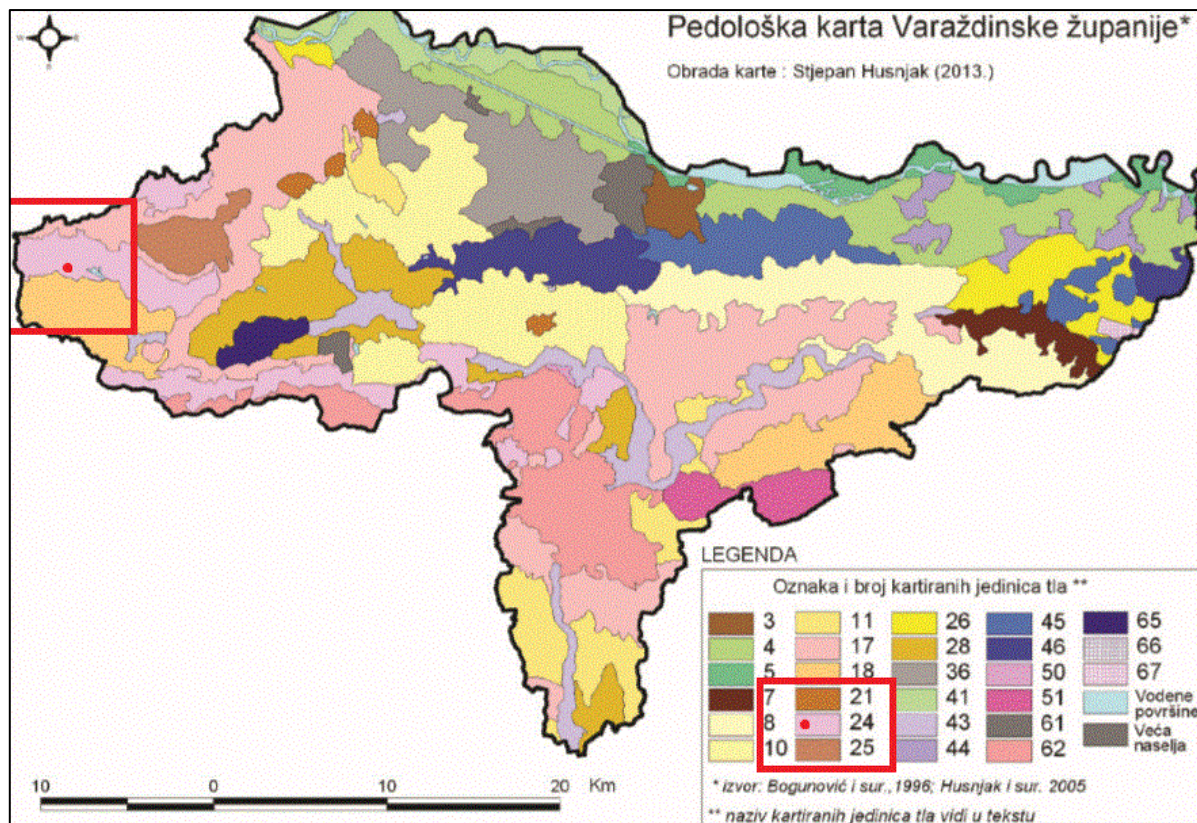 Pedološka karta Varaždinske županije*
Obrada karte : Stjepan Husnjak (2013.)
LEGENDA
Oznaka i broj kartiranih jedinica tla **
3 11 26 45 65
4 17 28 46 66
5 18 36 50 67
7 21 41 51 Vodene površine
8 24 43 61 Veća naselja
10 25 44 62
10 0 10 20 Km
* izvor: Bogunović i sur.,1996; Husnjak i sur. 2005
** naziv kartiranih jedinica tla vidi u tekstu